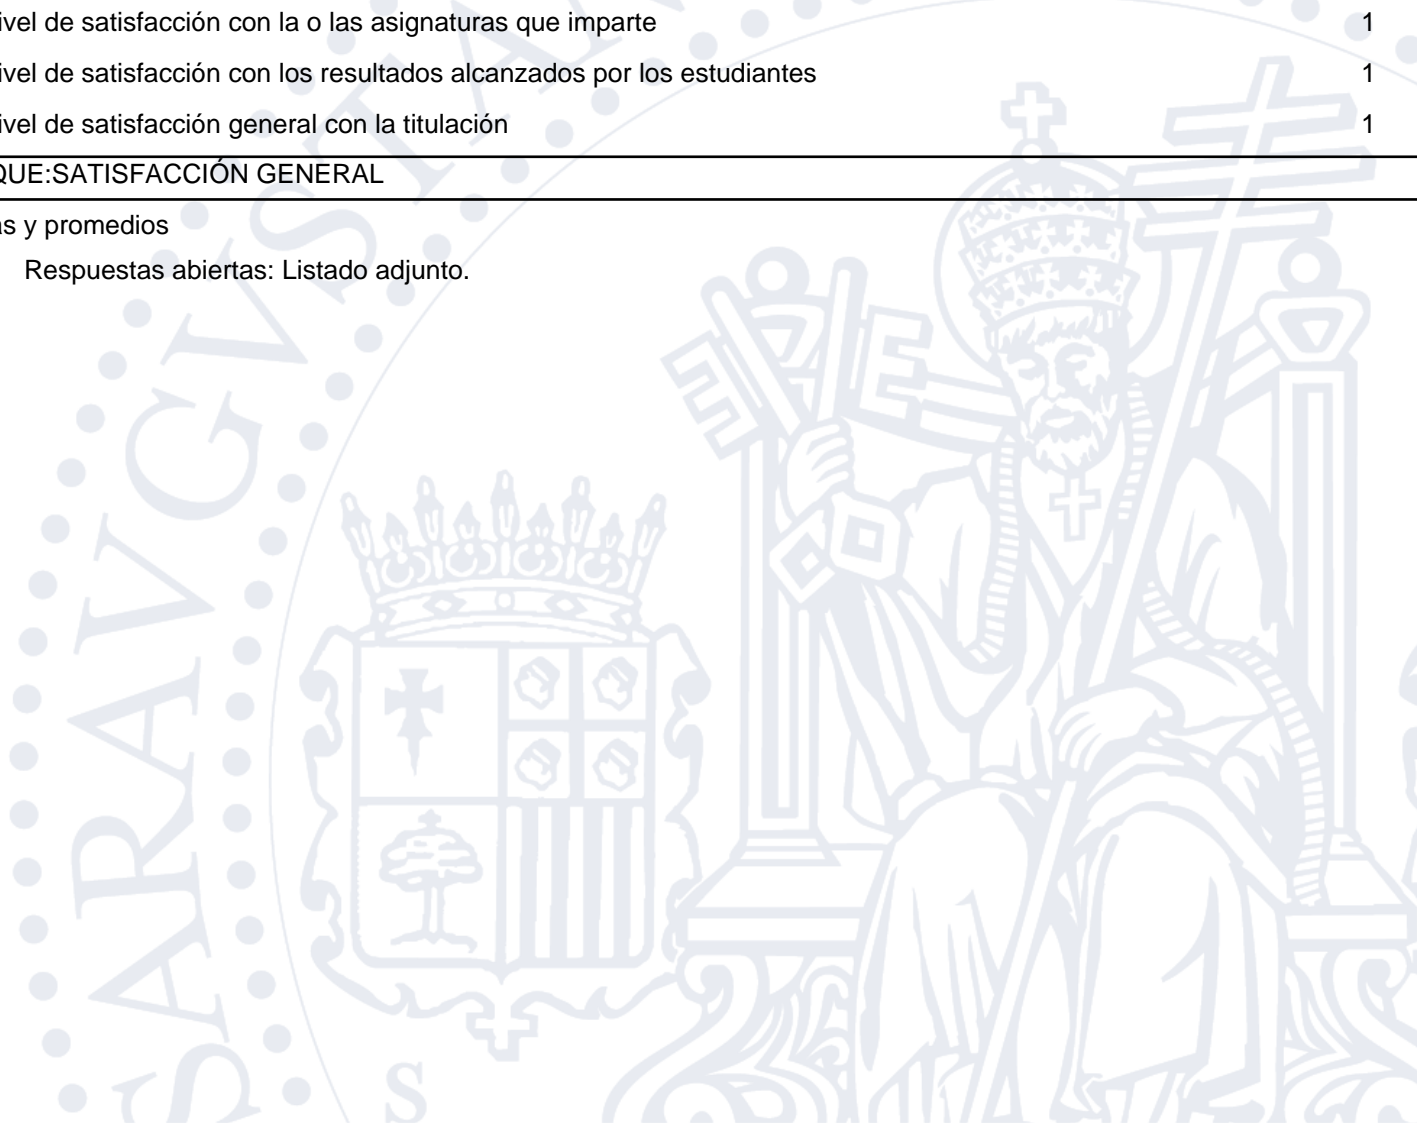 ivel de satisfacción con la o las asignaturas que imparte 1
ivel de satisfacción con los resultados alcanzados por los estudiantes 1
ivel de satisfacción general con la titulación 1
QUE:SATISFACCIÓN GENERAL
as y promedios
Respuestas abiertas: Listado adjunto.
SARAVGVSTAN
S